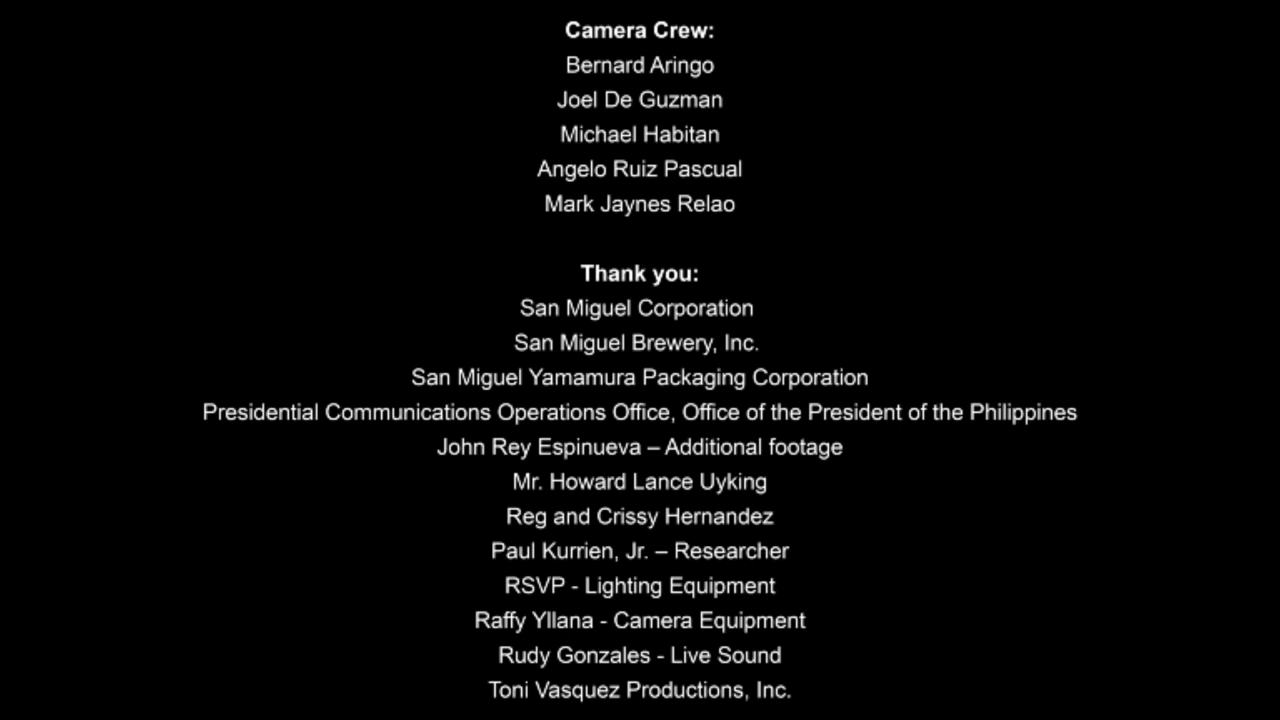 Camera Crew:
Bernard Aringo
Joel De Guzman
Michael Habitan
Angelo Ruiz Pascual
Mark Jaynes Relao
Thank you:
San Miguel Corporation
San Miguel Brewery, Inc.
San Miguel Yamamura Packaging Corporation
Presidential Communications Operations Office, Office of the President of the Philippines
John Rey Espinueva – Additional footage
Mr. Howard Lance Uyking
Reg and Crissy Hernandez
Paul Kurrien, Jr. – Researcher
RSVP - Lighting Equipment
Raffy Yllana - Camera Equipment
Rudy Gonzales - Live Sound
Toni Vasquez Productions, Inc.